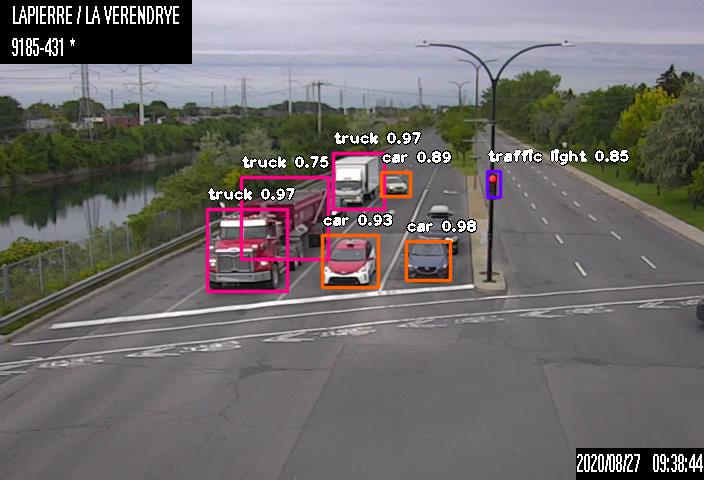 LAPIERRE / LA VERENDRYE
9185-431 *
truck 0.97
truck 0.75
car 0.89
traffic light 0.85
truck 0.97
car 0.93
car 0.98
2020/08/27 09:38:44